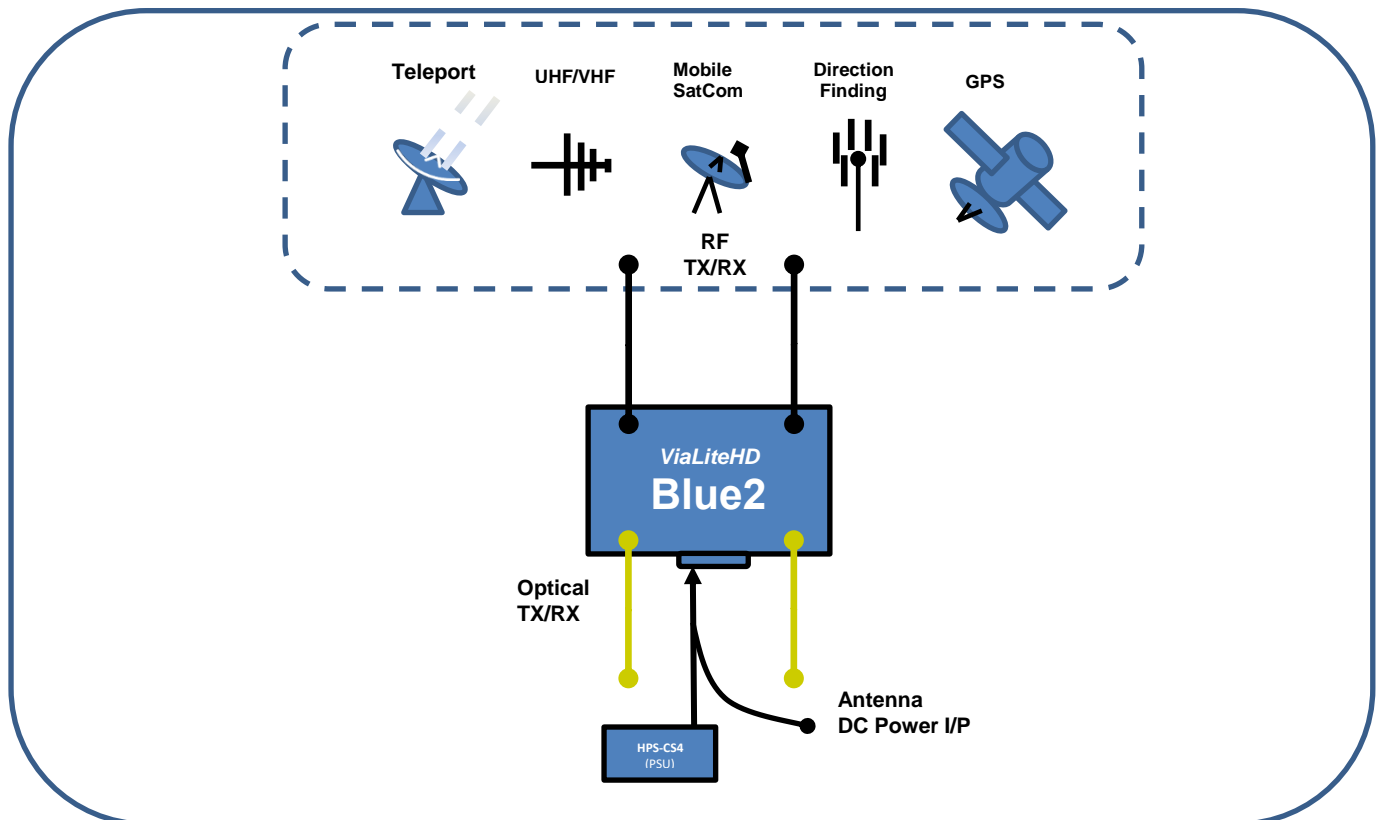 Teleport
UHF/VHF
Mobile
SatCom
Direction
Finding
GPS
RF
TX/RX
ViaLiteHD
Blue2
Optical
TX/RX
Antenna
DC Power I/P
HPS-CS4
(PSU)